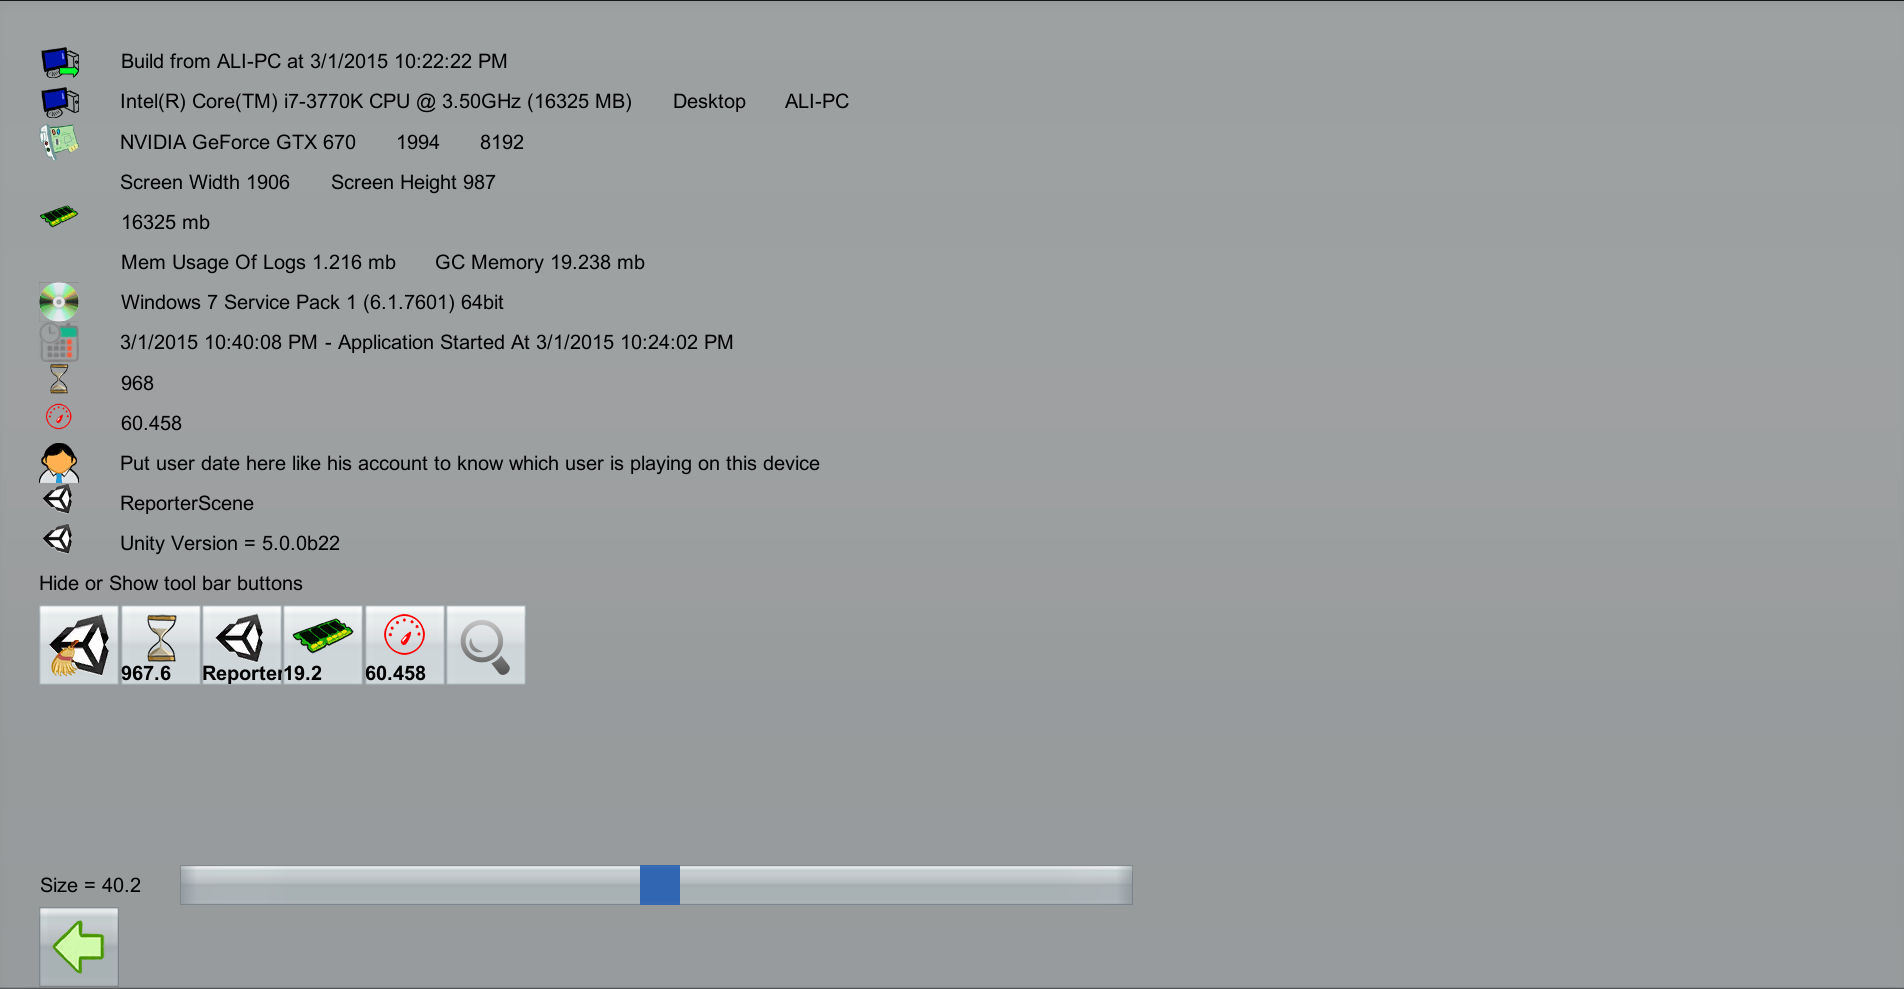 Build from ALI-PC at 3/1/2015 10:22:22 PM
Intel(R) Core(TM) i7-3770K CPU @ 3.50GHz (16325 MB) Desktop ALI-PC
NVIDIA GeForce GTX 670 1994 8192
Screen Width 1906 Screen Height 987
16325 mb
Mem Usage Of Logs 1.216 mb GC Memory 19.238 mb
Windows 7 Service Pack 1 (6.1.7601) 64bit
3/1/2015 10:40:08 PM - Application Started At 3/1/2015 10:24:02 PM
968
60.458
Put user date here like his account to know which user is playing on this device
ReporterScene
Unity Version = 5.0.0b22
Hide or Show tool bar buttons
967.6 Reporter 19.2 60.458
Size = 40.2